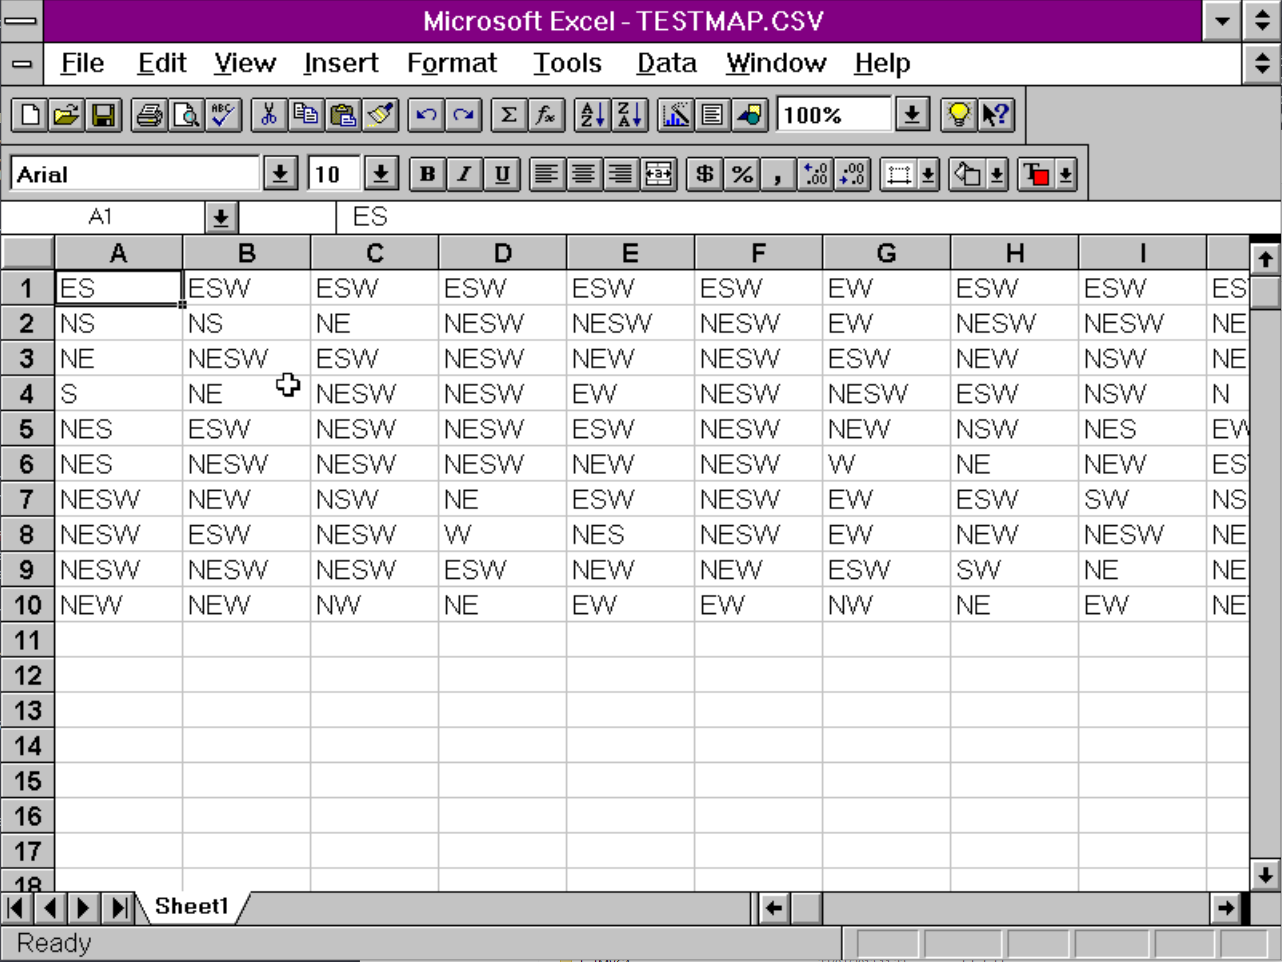 Microsoft Excel - TESTMAP.CSV
File Edit View Insert Format Tools Data Window Help
100%
Arial 10 B I U $ % ,
A1 ES
A B C D E F G H I
1 ES ESW ESW ESW ESW ESW EW ESW ESW ES
2 NS NS NE NESW NESW NESW EW NESW NESW NE
3 NE NESW ESW NESW NEW NESW ESW NEW NSW NE
4 S NE NESW NESW EW NESW NESW ESW NSW N
5 NES ESW NESW NESW ESW NESW NEW NSW NES EW
6 NES NESW NESW NESW NEW NESW W NE NEW ES
7 NESW NEW NSW NE ESW NESW EW ESW SW NS
8 NESW ESW NESW W NES NESW EW NEW NESW NE
9 NESW NESW NESW ESW NEW NEW ESW SW NE NE
10 NEW NEW NW NE EW EW NW NE EW NE
11
12
13
14
15
16
17
18
Sheet1
Ready